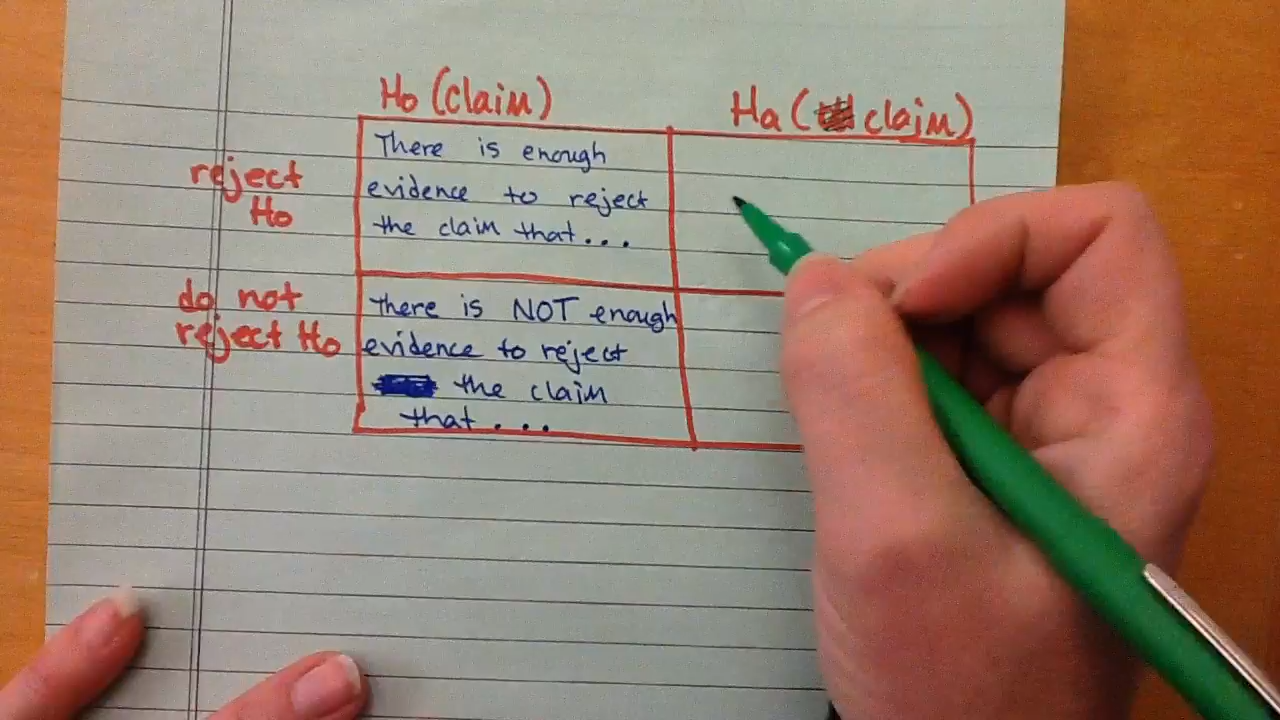 Ho (claim)
Ha ( claim)
reject
Ho
There is enough
evidence to reject
the claim that...
do not
reject Ho
There is NOT enough
evidence to reject
the claim
that....